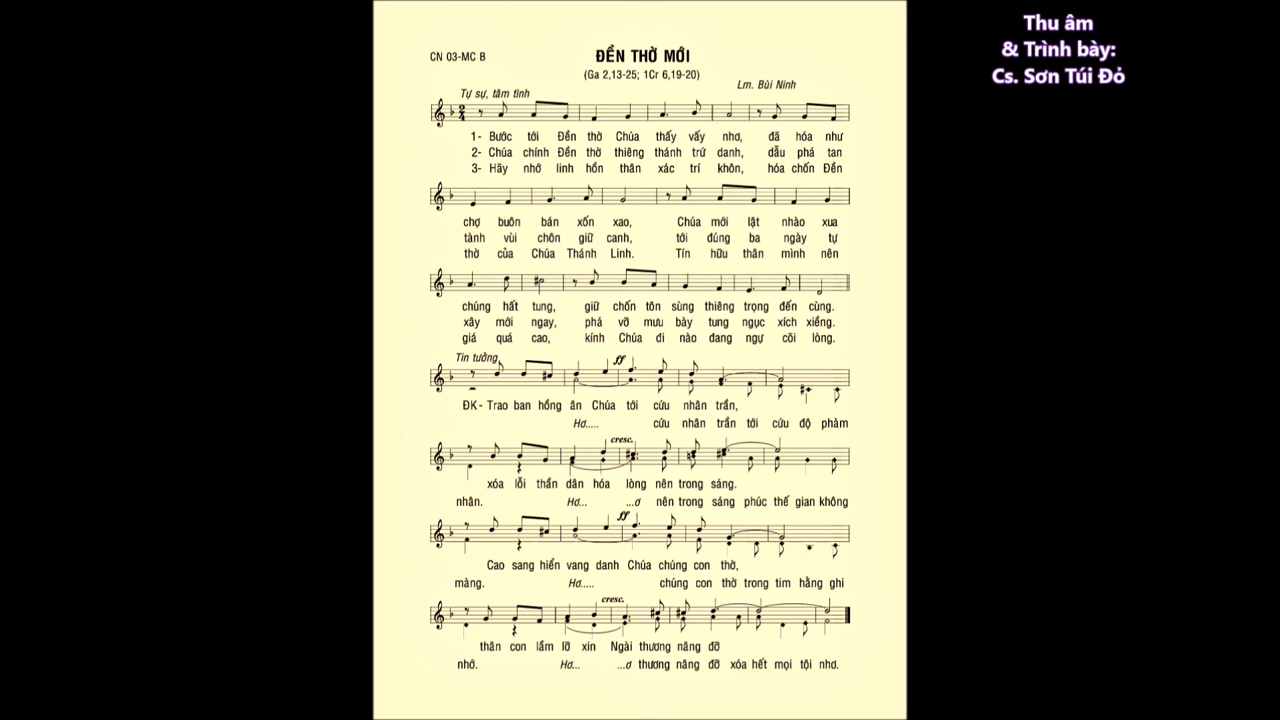 Thu âm
& Trình bày:
Cs. Sơn Túi Đỏ
CN 03-MC B
ĐỀN THỜ MỚI
(Ga 2,13-25; 1Cr 6,19-20)
Lm. Bùi Ninh
Tự sự, tâm tình
1- Bước tới Đền thờ Chúa thấy vấy nhơ, đã hóa như
2- Chúa chính Đền thờ thiêng thánh trứ danh, dẫu phá tan
3- Hãy nhớ linh hồn thân xác trí khôn, hóa chốn Đền
chợ buôn bán xốn xao, Chúa mới lật nhào xua
tành vùi chôn giữ canh, tới đúng ba ngày tự
thờ của Chúa Thánh Linh. Tín hữu thân mình nên
chúng hất tung, giữ chốn tôn sùng thiêng trọng đến cùng.
xây mới ngay, phá vỡ mưu bày tung ngục xích xiềng.
giá quá cao, kính Chúa đi nào đang ngự cõi lòng.
Tin tưởng
ff
ĐK- Trao ban hồng ân Chúa tới cứu nhân trần,
Hơ..... cứu nhân trần tới cứu độ phàm
cresc.
xóa lỗi thần dân hóa lòng nên trong sáng.
nhân. Hơ... ...ơ nên trong sáng phúc thế gian không
ff
Cao sang hiển vang danh Chúa chúng con thờ,
màng. Hơ..... chúng con thờ trong tim hằng ghi
cresc.
thân con lầm lỡ xin Ngài thương nâng đỡ
nhớ. Hơ... ...ơ thương nâng đỡ xóa hết mọi tội nhơ.